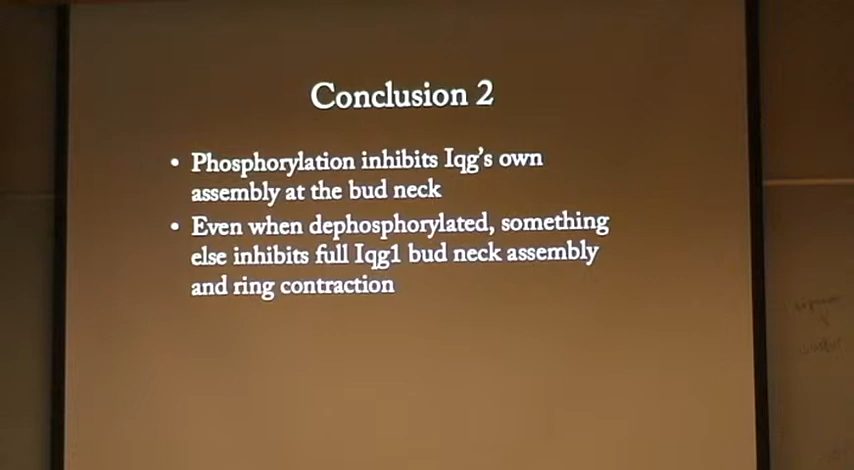 Conclusion 2
• Phosphorylation inhibits Iqg's own
assembly at the bud neck
• Even when dephosphorylated, something
else inhibits full Iqg1 bud neck assembly
and ring contraction